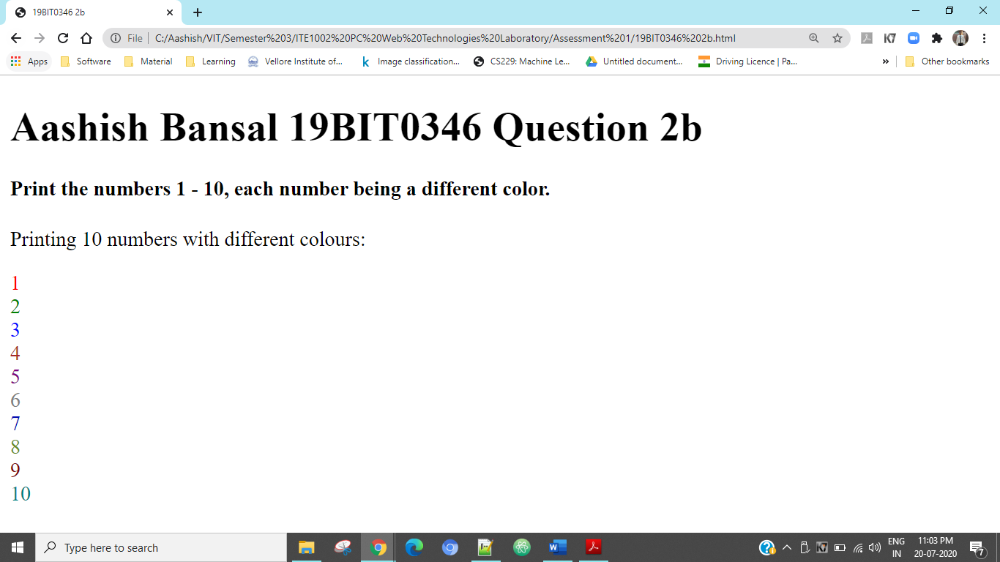 19BIT0346 2b
File
C:/Aashish/VIT/Semester%203/ITE1002%20PC%20Web%20Technologies%20Laboratory/Assessment%201/19BIT0346%202b.html
Apps Software Material Learning Vellore Institute of... k Image classification... CS229: Machine Le... Untitled document... Driving Licence | Pa... » Other bookmarks
Aashish Bansal 19BIT0346 Question 2b
Print the numbers 1 - 10, each number being a different color.
Printing 10 numbers with different colours:
1
2
3
4
5
6
7
8
9
10
Type here to search
ENG
IN
11:03 PM
20-07-2020
7